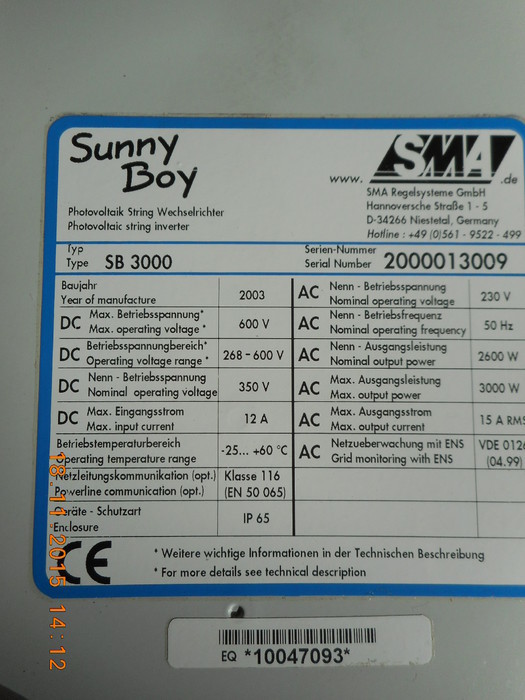 Sunny
Boy
SMA
www. .de
SMA Regelsysteme GmbH
Hannoversche Straße 1 - 5
D-34266 Niestetal, Germany
Hotline : +49 (0)561 - 9522 - 499
Photovoltaik String Wechselrichter
Photovoltaic string inverter
Typ
Type SB 3000
Serien-Nummer
Serial Number 2000013009
Baujahr
Year of manufacture 2003
AC Nenn - Betriebsspannung
Nominal operating voltage 230 V
DC Max. Betriebsspannung*
Max. operating voltage * 600 V
AC Nenn - Betriebsfrequenz
Nominal operating frequency 50 Hz
DC Betriebsspannungbereich*
Operating voltage range * 268 - 600 V
AC Nenn - Ausgangsleistung
Nominal output power 2600 W
DC Nenn - Betriebsspannung
Nominal operating voltage 350 V
AC Max. Ausgangsleistung
Max. output power 3000 W
DC Max. Eingangsstrom
Max. input current 12 A
AC Max. Ausgangsstrom
Max. output current 15 A RMS
Betriebstemperaturbereich
Operating temperature range -25... +60 °C
AC Netzueberwachung mit ENS
Grid monitoring with ENS VDE 0126
(04.99)
Netzleitungskommunikation (opt.) Klasse 116
Powerline communication (opt.) (EN 50 065)
Geräte - Schutzart
Enclosure IP 65
CE
* Weitere wichtige Informationen in der Technischen Beschreibung
* For more details see technical description
EQ *10047093*
18.11.2015 14:12